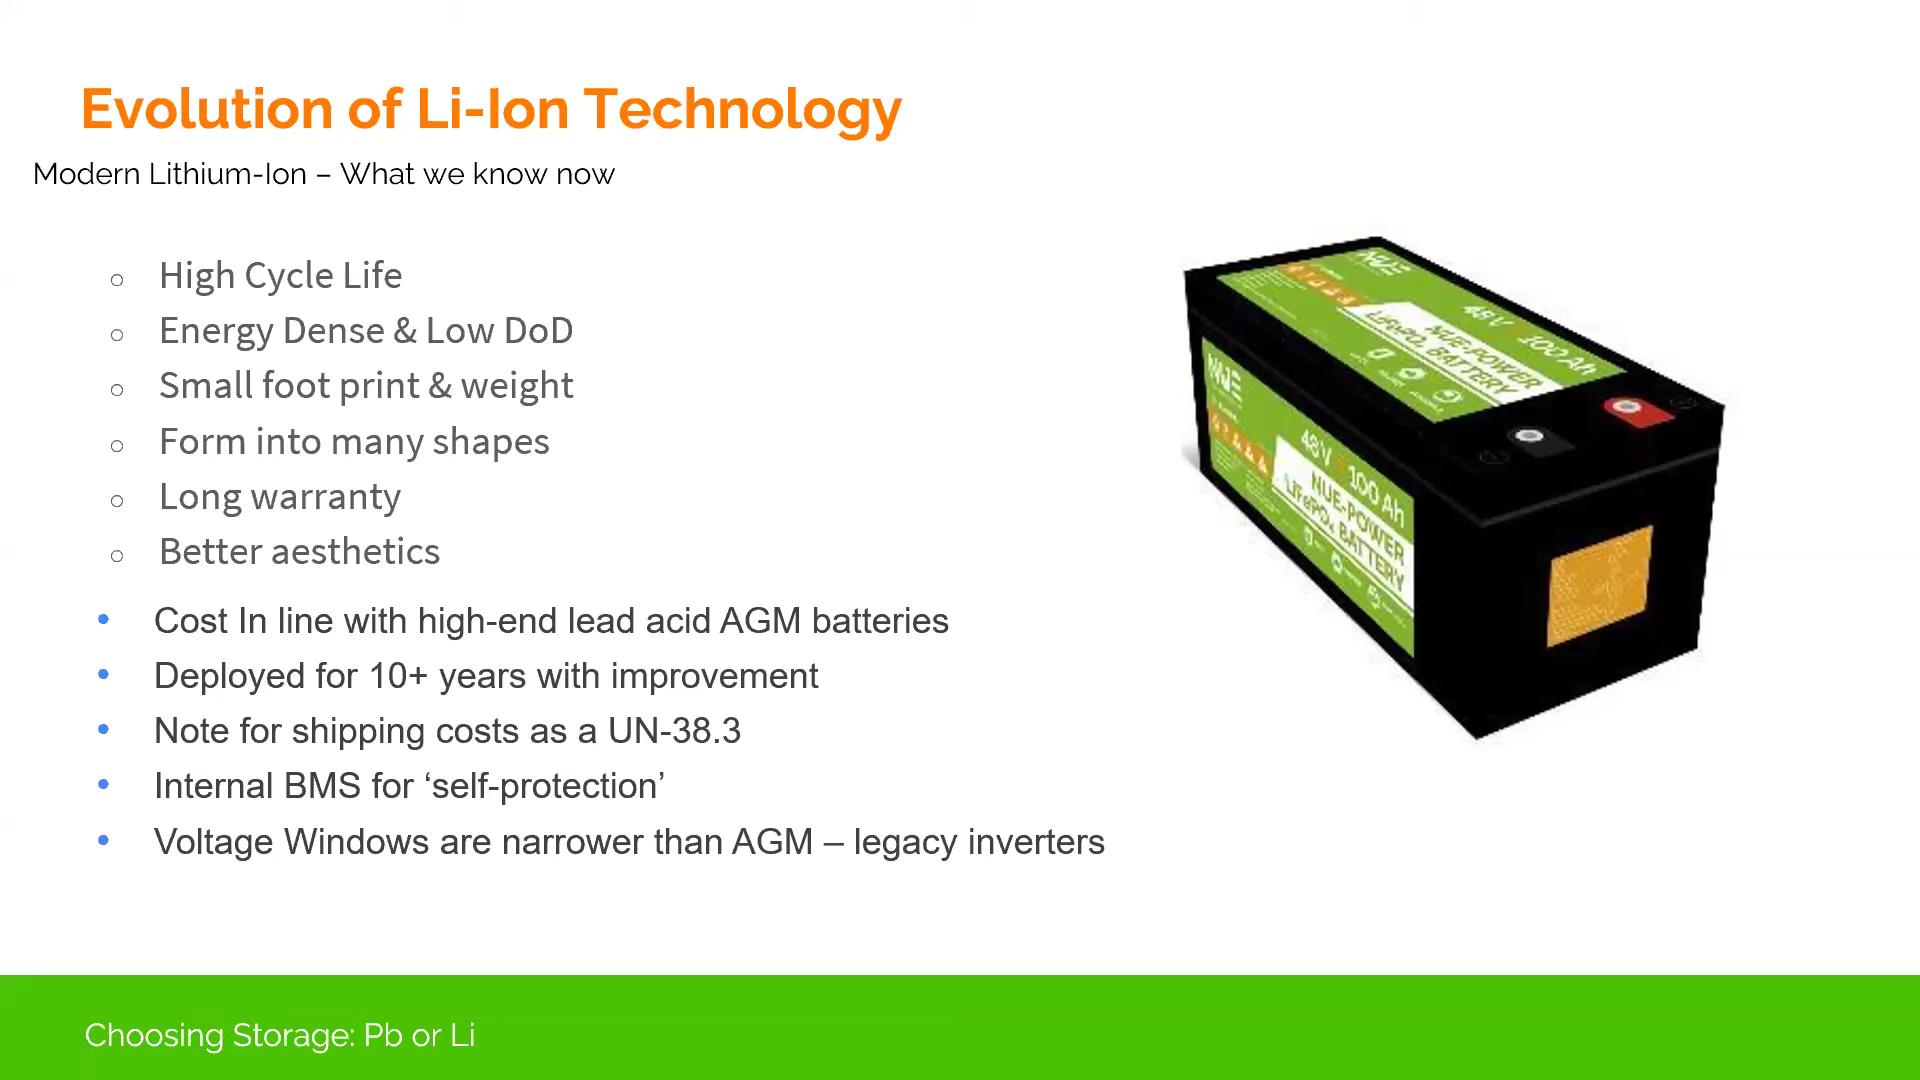 Evolution of Li-Ion Technology
Modern Lithium-Ion – What we know now
High Cycle Life
Energy Dense & Low DoD
Small foot print & weight
Form into many shapes
Long warranty
Better aesthetics
Cost In line with high-end lead acid AGM batteries
Deployed for 10+ years with improvement
Note for shipping costs as a UN-38.3
Internal BMS for ‘self-protection’
Voltage Windows are narrower than AGM – legacy inverters
NUE
48V 100Ah
NUE-POWER
LiFePO₄ BATTERY
NUE
48V 100Ah
NUE-POWER
LiFePO₄ BATTERY
Choosing Storage: Pb or Li